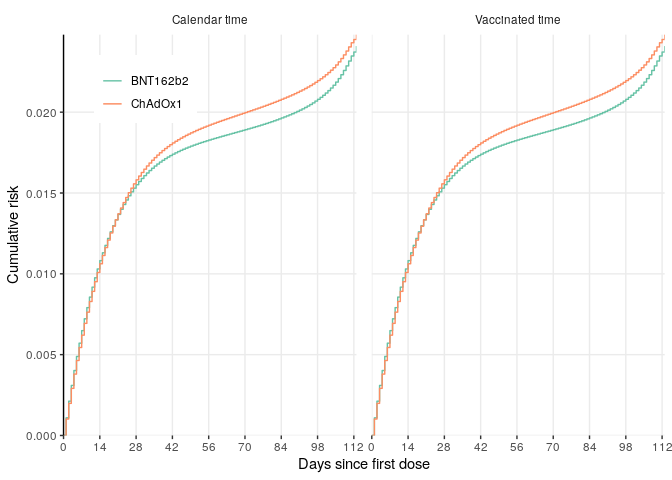 Calendar time
Vaccinated time
BNT162b2
ChAdOx1
Cumulative risk
0.020
0.015
0.010
0.005
0.000
0 14 28 42 56 70 84 98 112
0 14 28 42 56 70 84 98 112
Days since first dose